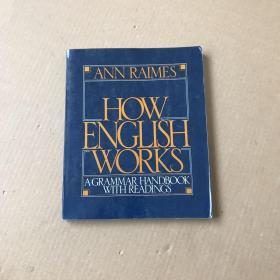 ANN RAIMES
HOW
ENGLISH
WORKS
A GRAMMAR HANDBOOK
WITH READINGS